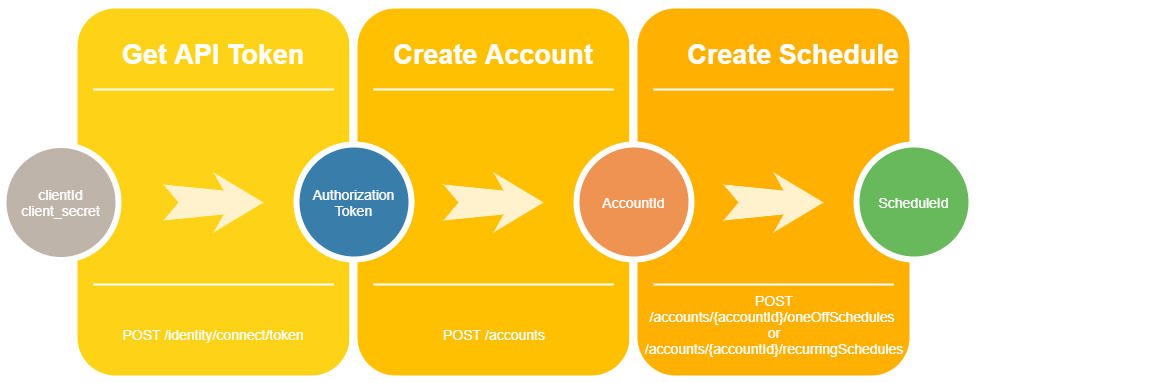 Get API Token
Create Account
Create Schedule
clientId
client_secret
Authorization
Token
AccountId
ScheduleId
POST /identity/connect/token
POST /accounts
POST
/accounts/{accountId}/oneOffSchedules
or
/accounts/{accountId}/recurringSchedules